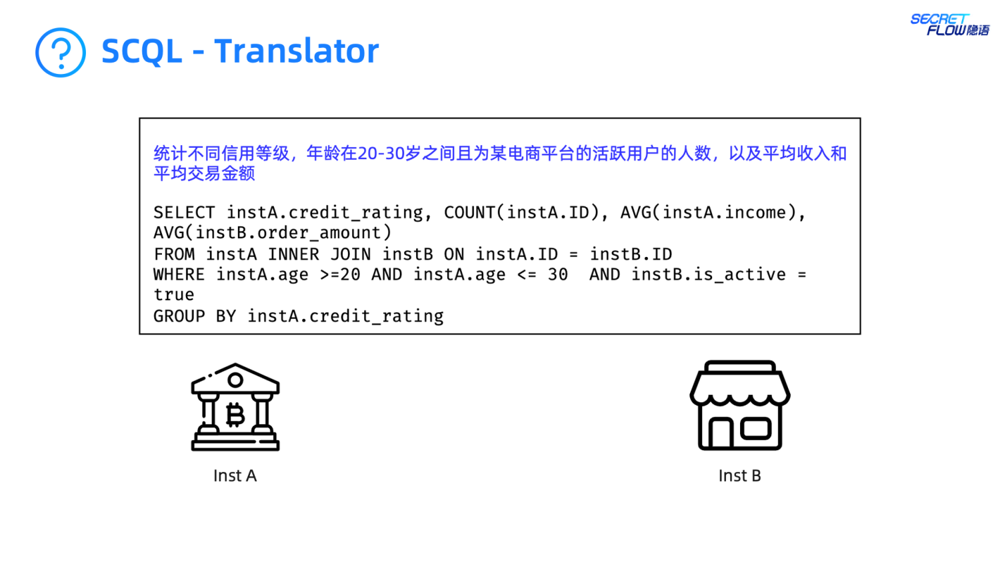 SECRET
FLOW隐语
SCQL - Translator
统计不同信用等级，年龄在20-30岁之间且为某电商平台的活跃用户的人数，以及平均收入和
平均交易金额
SELECT instA.credit_rating, COUNT(instA.ID), AVG(instA.income),
AVG(instB.order_amount)
FROM instA INNER JOIN instB ON instA.ID = instB.ID
WHERE instA.age >=20 AND instA.age <= 30  AND instB.is_active =
true
GROUP BY instA.credit_rating
Inst A
Inst B